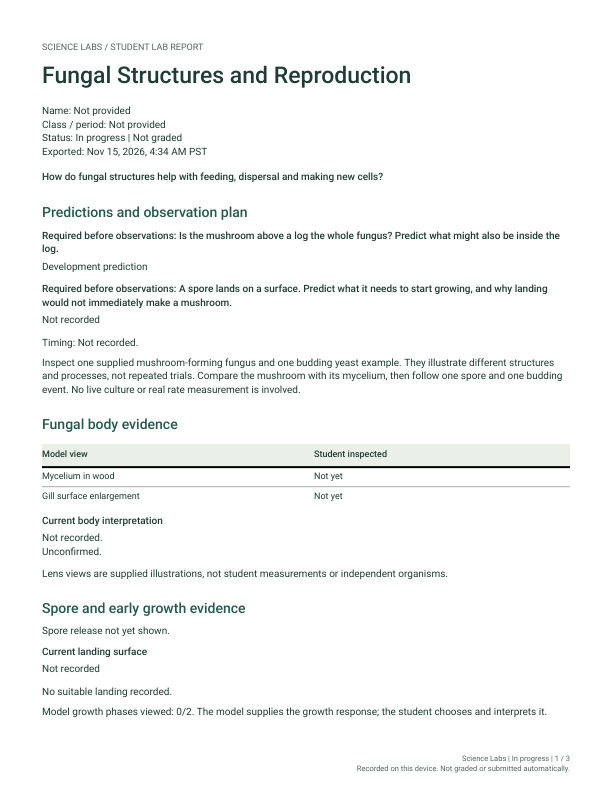 SCIENCE LABS / STUDENT LAB REPORT
Fungal Structures and Reproduction
Name: Not provided
Class / period: Not provided
Status: In progress | Not graded
Exported: Nov 15, 2026, 4:34 AM PST
How do fungal structures help with feeding, dispersal and making new cells?
Predictions and observation plan
Required before observations: Is the mushroom above a log the whole fungus? Predict what might also be inside the
log.
Development prediction
Required before observations: A spore lands on a surface. Predict what it needs to start growing, and why landing
would not immediately make a mushroom.
Not recorded
Timing: Not recorded.
Inspect one supplied mushroom-forming fungus and one budding yeast example. They illustrate different structures
and processes, not repeated trials. Compare the mushroom with its mycelium, then follow one spore and one budding
event. No live culture or real rate measurement is involved.
Fungal body evidence
Model view Student inspected
Mycelium in wood Not yet
Gill surface enlargement Not yet
Current body interpretation
Not recorded.
Unconfirmed.
Lens views are supplied illustrations, not student measurements or independent organisms.
Spore and early growth evidence
Spore release not yet shown.
Current landing surface
Not recorded
No suitable landing recorded.
Model growth phases viewed: 0/2. The model supplies the growth response; the student chooses and interprets it.
Science Labs | In progress | 1 / 3
Recorded on this device. Not graded or submitted automatically.